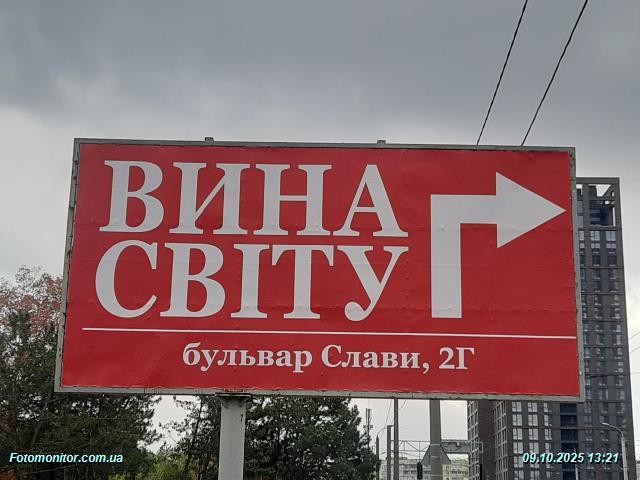 ВИНА
СВІТУ
бульвар Слави, 2Г
Fotomonitor.com.ua
09.10.2025 13:21